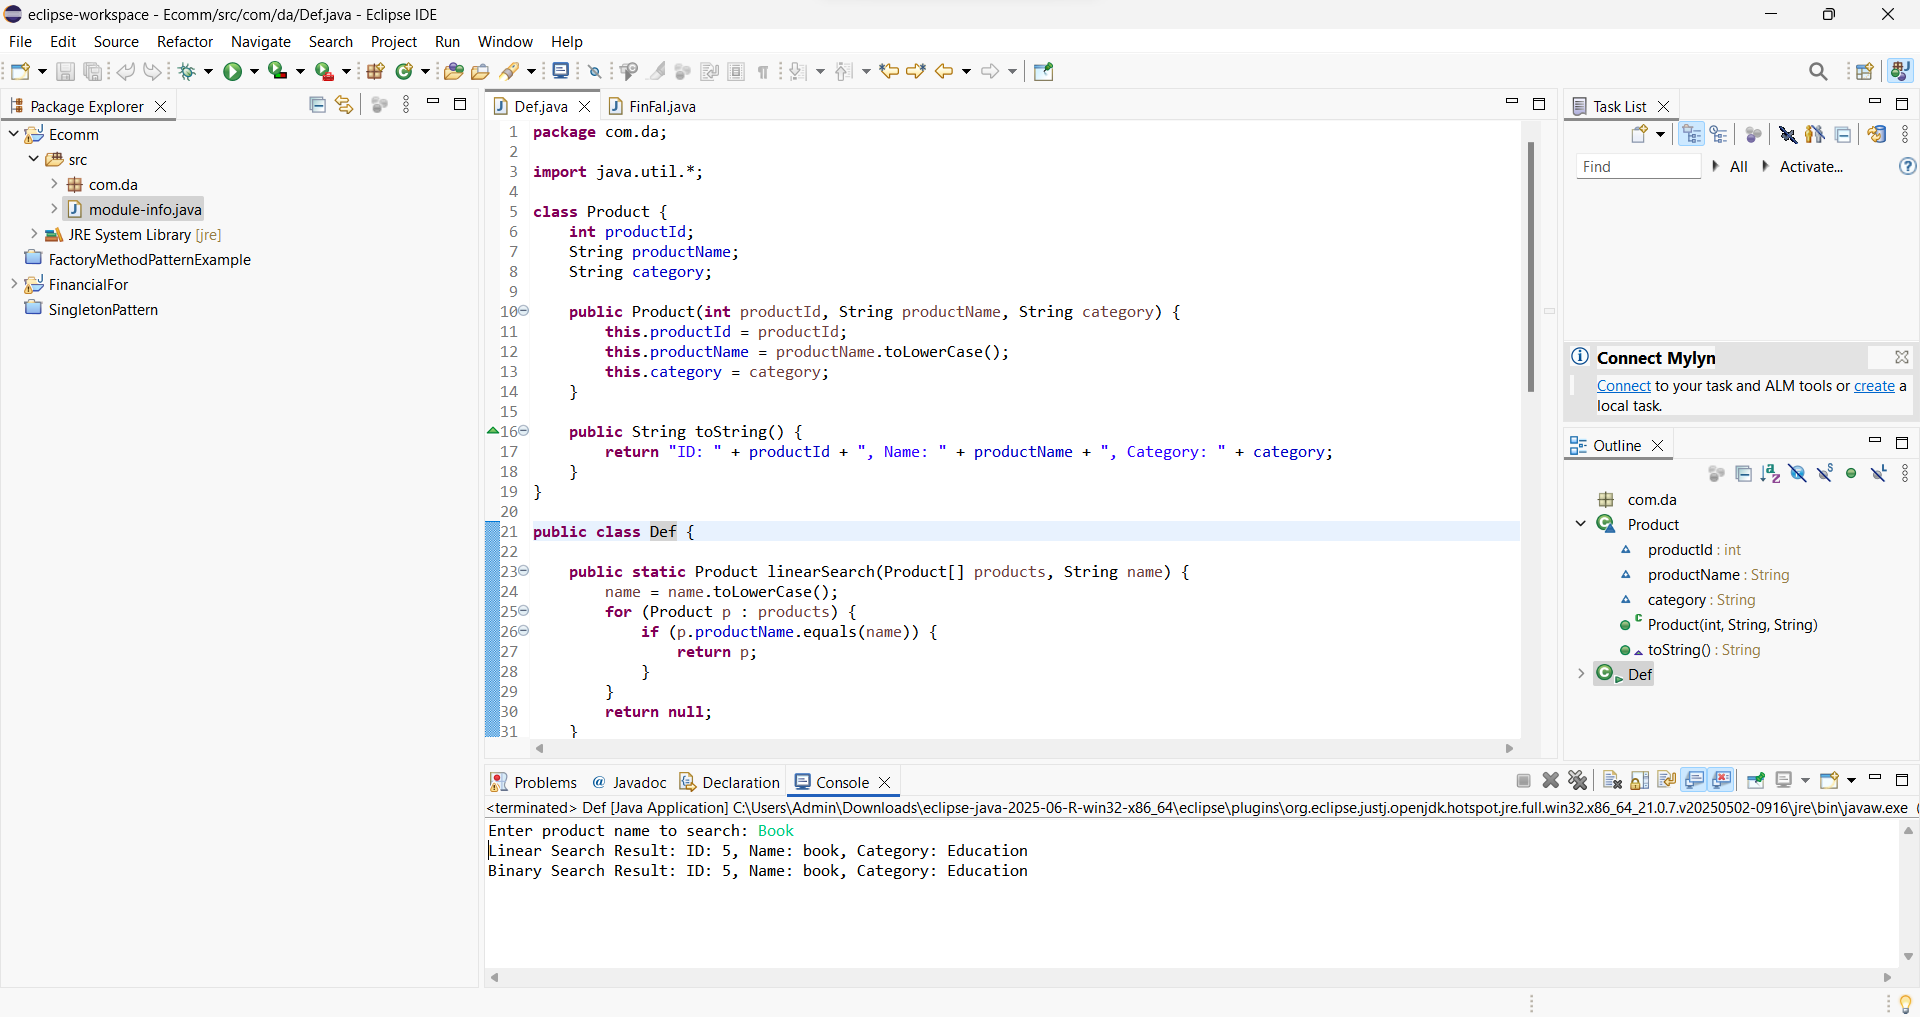 eclipse-workspace - Ecomm/src/com/da/Def.java - Eclipse IDE
File Edit Source Refactor Navigate Search Project Run Window Help
Package Explorer
Ecomm
src
com.da
module-info.java
JRE System Library [jre]
FactoryMethodPatternExample
FinancialFor
SingletonPattern
Def.java FinFal.java
1 package com.da;
2
3 import java.util.*;
4
5 class Product {
6 int productId;
7 String productName;
8 String category;
9
10 public Product(int productId, String productName, String category) {
11 this.productId = productId;
12 this.productName = productName.toLowerCase();
13 this.category = category;
14 }
15
16 public String toString() {
17 return "ID: " + productId + ", Name: " + productName + ", Category: " + category;
18 }
19 }
20
21 public class Def {
22
23 public static Product linearSearch(Product[] products, String name) {
24 name = name.toLowerCase();
25 for (Product p : products) {
26 if (p.productName.equals(name)) {
27 return p;
28 }
29 }
30 return null;
31 }
Task List
Find All Activate...
Connect Mylyn
Connect to your task and ALM tools or create a
local task.
Outline
com.da
Product
productId : int
productName : String
category : String
Product(int, String, String)
toString() : String
Def
Problems @ Javadoc Declaration Console
<terminated> Def [Java Application] C:\Users\Admin\Downloads\eclipse-java-2025-06-R-win32-x86_64\eclipse\plugins\org.eclipse.justj.openjdk.hotspot.jre.full.win32.x86_64_21.0.7.v20250502-0916\jre\bin\javaw.exe (
Enter product name to search: Book
Linear Search Result: ID: 5, Name: book, Category: Education
Binary Search Result: ID: 5, Name: book, Category: Education